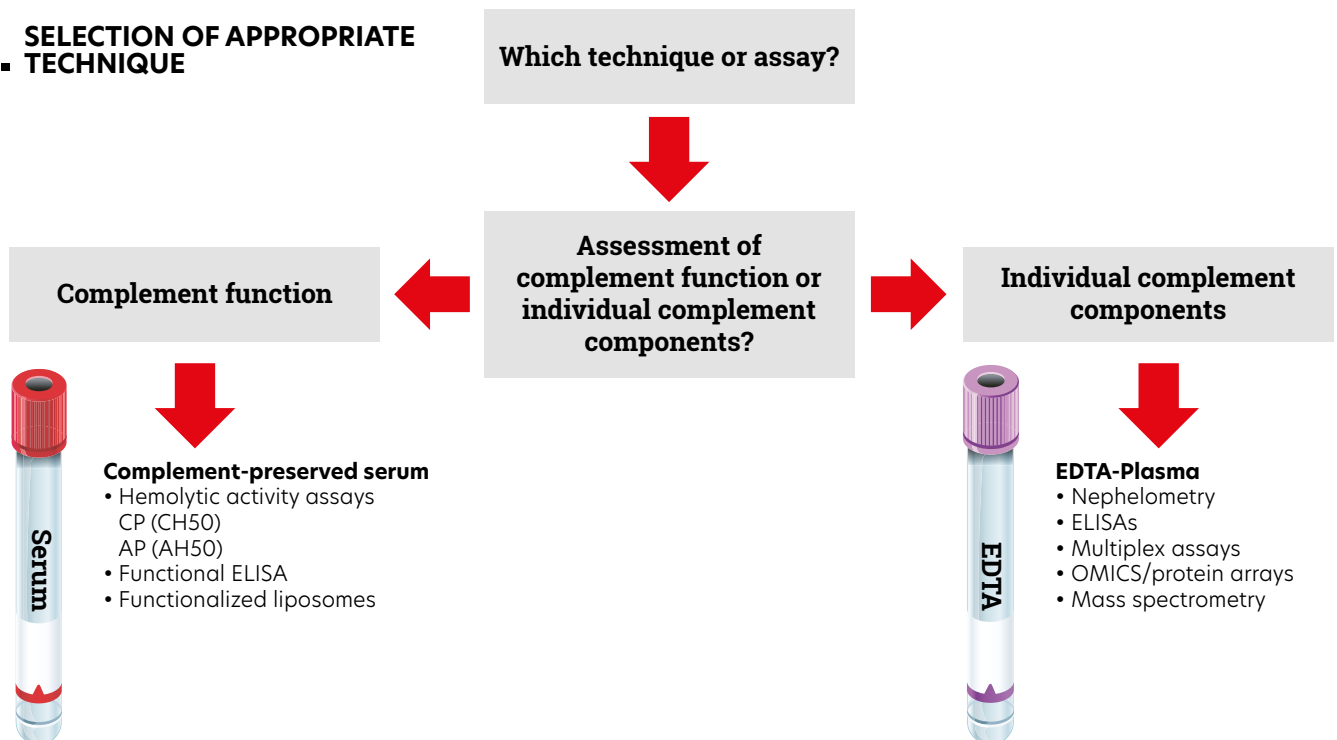 SELECTION OF APPROPRIATE
TECHNIQUE
Which technique or assay?
Assessment of
complement function or
individual complement
components?
Complement function
Individual complement
components
Serum
Complement-preserved serum
• Hemolytic activity assays
CP (CH50)
AP (AH50)
• Functional ELISA
• Functionalized liposomes
EDTA
EDTA-Plasma
• Nephelometry
• ELISAs
• Multiplex assays
• OMICS/protein arrays
• Mass spectrometry